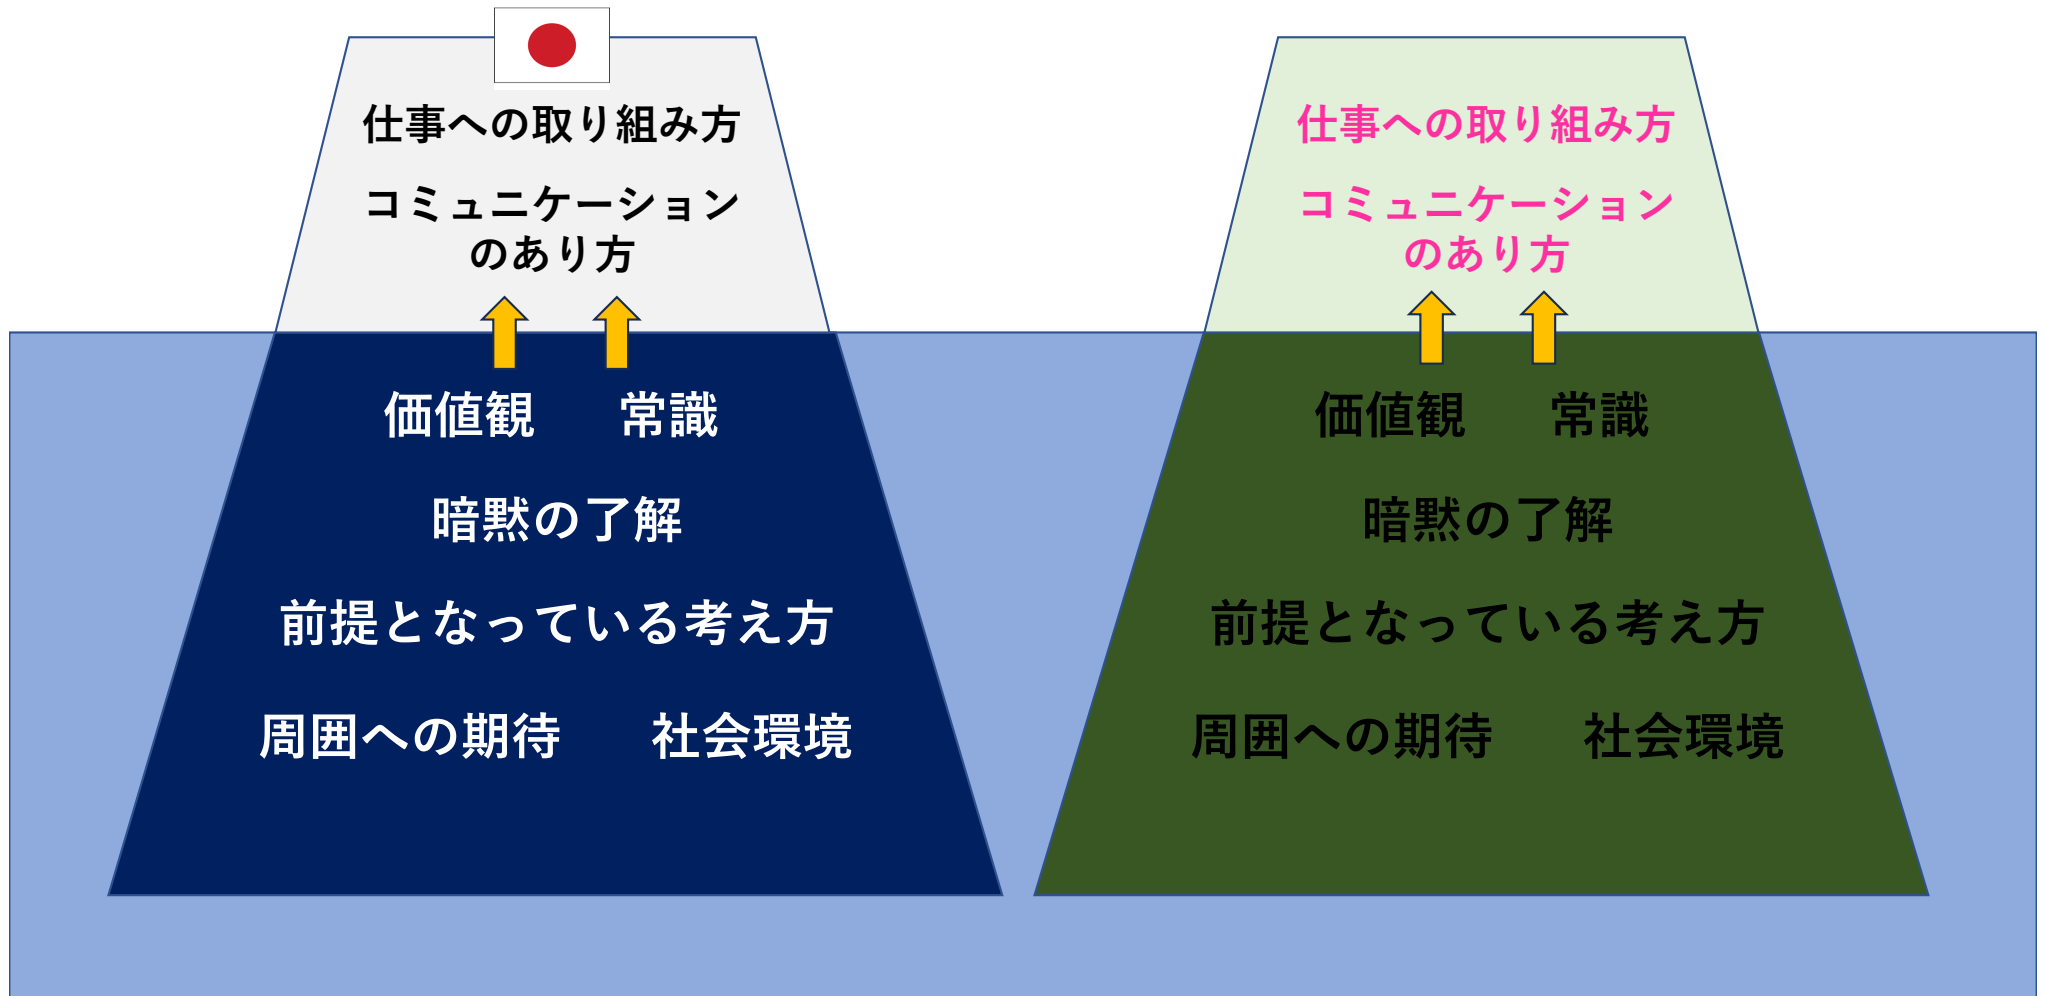 仕事への取り組み方
コミュニケーション
のあり方
価値観 常識
暗黙の了解
前提となっている考え方
周囲への期待 社会環境
仕事への取り組み方
コミュニケーション
のあり方
価値観 常識
暗黙の了解
前提となっている考え方
周囲への期待 社会環境